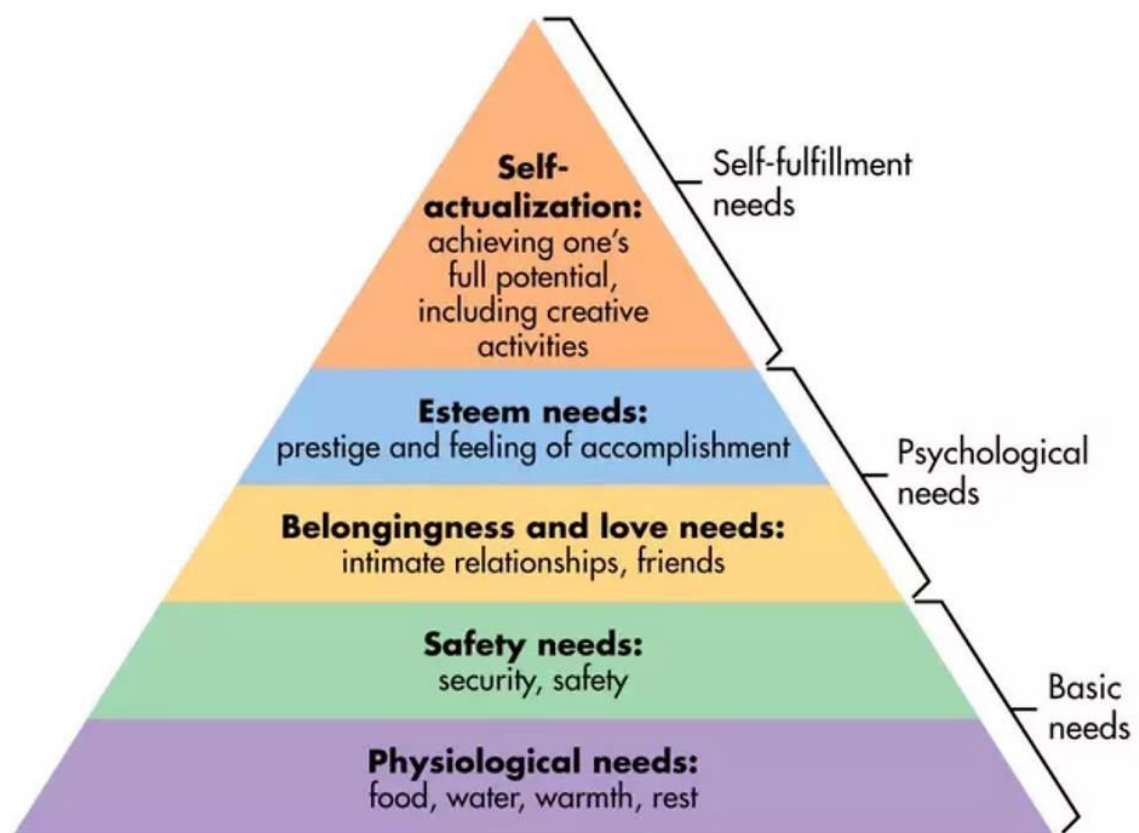 Self-
actualization:
achieving one's
full potential,
including creative
activities
Self-fulfillment
needs
Esteem needs:
prestige and feeling of accomplishment
Belongingness and love needs:
intimate relationships, friends
Psychological
needs
Safety needs:
security, safety
Physiological needs:
food, water, warmth, rest
Basic
needs